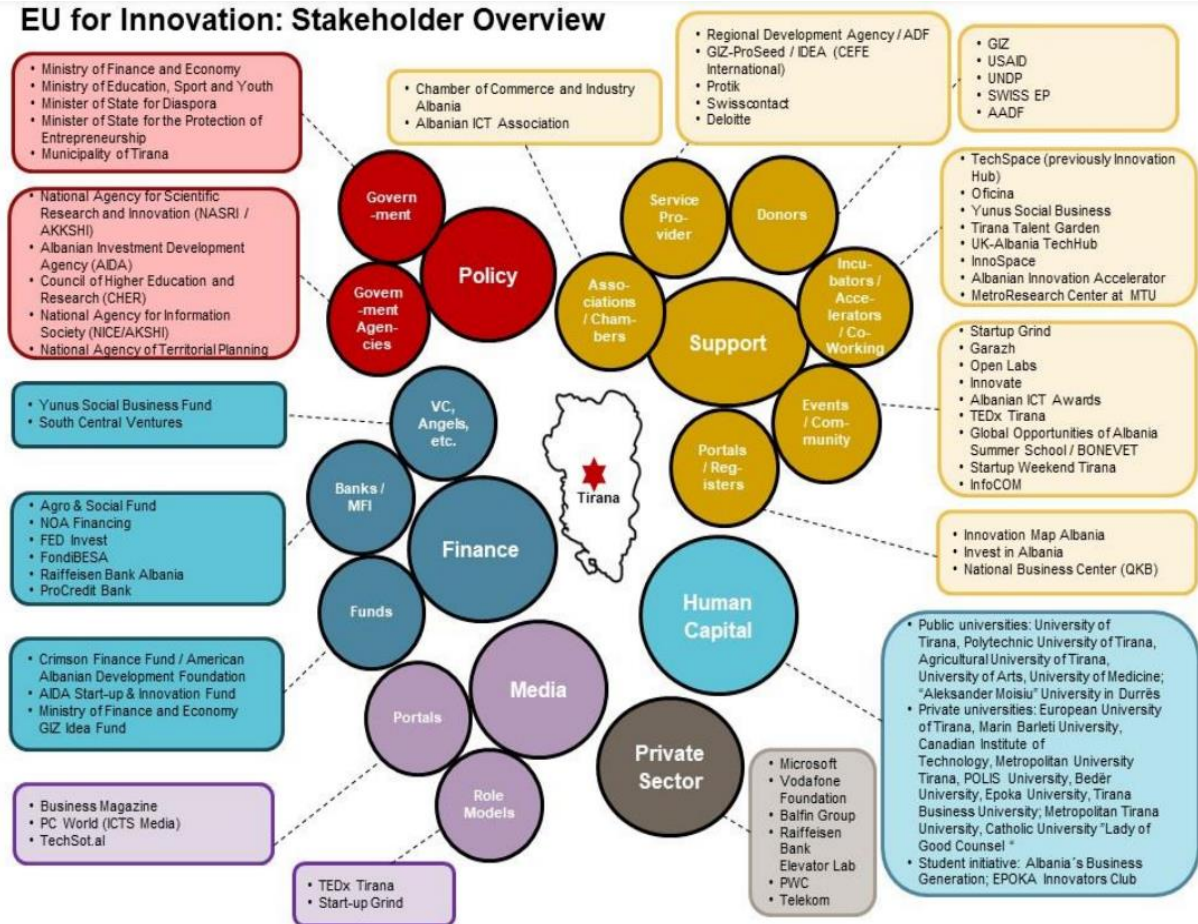 EU for Innovation: Stakeholder Overview
• Ministry of Finance and Economy
• Ministry of Education, Sport and Youth
• Minister of State for Diaspora
• Minister of State for the Protection of
Entrepreneurship
• Municipality of Tirana
• National Agency for Scientific
Research and Innovation (NASRI /
AKKSHI)
• Albanian Investment Development
Agency (AIDA)
• Council of Higher Education and
Research (CHER)
• National Agency for Information
Society (NICE/AKSHI)
• National Agency of Territorial Planning
Govern
-ment
Policy
Govern
-ment
Agen-
cies
• Chamber of Commerce and Industry
Albania
• Albanian ICT Association
• Regional Development Agency / ADF
• GIZ-ProSeed / IDEA (CEFE
International)
• Protik
• Swisscontact
• Deloitte
• GIZ
• USAID
• UNDP
• SWISS EP
• AADF
Service
Pro-
vider
Donors
Asso-
ciations
/ Cham-
bers
Support
Incu-
bators /
Acce-
lerators
/ Co-
Working
Events
/ Com-
munity
Portals
/ Reg-
isters
• TechSpace (previously Innovation
Hub)
• Oficina
• Yunus Social Business
• Tirana Talent Garden
• UK-Albania TechHub
• InnoSpace
• Albanian Innovation Accelerator
• MetroResearch Center at MTU
• Startup Grind
• Garazh
• Open Labs
• Innovate
• Albanian ICT Awards
• TEDx Tirana
• Global Opportunities of Albania
Summer School / BONEVET
• Startup Weekend Tirana
• InfoCOM
• Innovation Map Albania
• Invest in Albania
• National Business Center (QKB)
• Yunus Social Business Fund
• South Central Ventures
• Agro & Social Fund
• NOA Financing
• FED Invest
• FondiBESA
• Raiffeisen Bank Albania
• ProCredit Bank
• Crimson Finance Fund / American
Albanian Development Foundation
• AIDA Start-up & Innovation Fund
• Ministry of Finance and Economy
GIZ Idea Fund
VC,
Angels,
etc.
Banks /
MFI
Finance
Funds
Tirana
Human
Capital
• Public universities: University of
Tirana, Polytechnic University of Tirana,
Agricultural University of Tirana,
University of Arts, University of Medicine;
“Aleksander Moisiu” University in Durrës
• Private universities: European University
of Tirana, Marin Barleti University,
Canadian Institute of
Technology, Metropolitan University
Tirana, POLIS University, Bedër
University, Epoka University, Tirana
Business University; Metropolitan Tirana
University, Catholic University ”Lady of
Good Counsel “
• Student initiative: Albania´s Business
Generation; EPOKA Innovators Club
Media
Portals
Role
Models
• Business Magazine
• PC World (ICTS Media)
• TechSot.al
• TEDx Tirana
• Start-up Grind
Private
Sector
• Microsoft
• Vodafone
Foundation
• Balfin Group
• Raiffeisen
Bank
Elevator Lab
• PWC
• Telekom